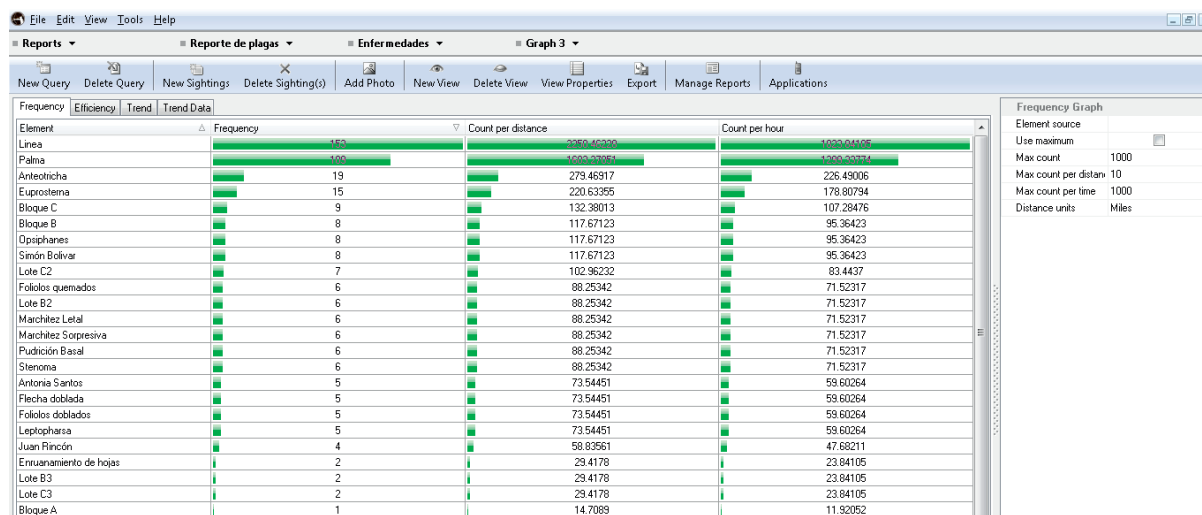 File Edit View Tools Help
Reports Reporte de plagas Enfermedades Graph 3
New Query Delete Query New Sightings Delete Sighting(s) Add Photo New View Delete View View Properties Export Manage Reports Applications
Frequency Efficiency Trend Trend Data
Element Frequency Count per distance Count per hour
Linea
Palma
Anteotricha 19 279.46917 226.49006
Euprosterna 15 220.63355 178.80794
Bloque C 9 132.38013 107.28476
Bloque B 8 117.67123 95.36423
Opsiphanes 8 117.67123 95.36423
Simón Bolivar 8 117.67123 95.36423
Lote C2 7 102.96232 83.4437
Foliolos quemados 6 88.25342 71.52317
Lote B2 6 88.25342 71.52317
Marchitez Letal 6 88.25342 71.52317
Marchitez Sorpresiva 6 88.25342 71.52317
Pudrición Basal 6 88.25342 71.52317
Stenoma 6 88.25342 71.52317
Antonia Santos 5 73.54451 59.60264
Flecha doblada 5 73.54451 59.60264
Foliolos doblados 5 73.54451 59.60264
Leptopharsa 5 73.54451 59.60264
Juan Rincón 4 58.83561 47.68211
Enruanamiento de hojas 2 29.4178 23.84105
Lote B3 2 29.4178 23.84105
Lote C3 2 29.4178 23.84105
Bloque A 1 14.7089 11.92052
Frequency Graph
Element source
Use maximum
Max count 1000
Max count per distan 10
Max count per time 1000
Distance units Miles